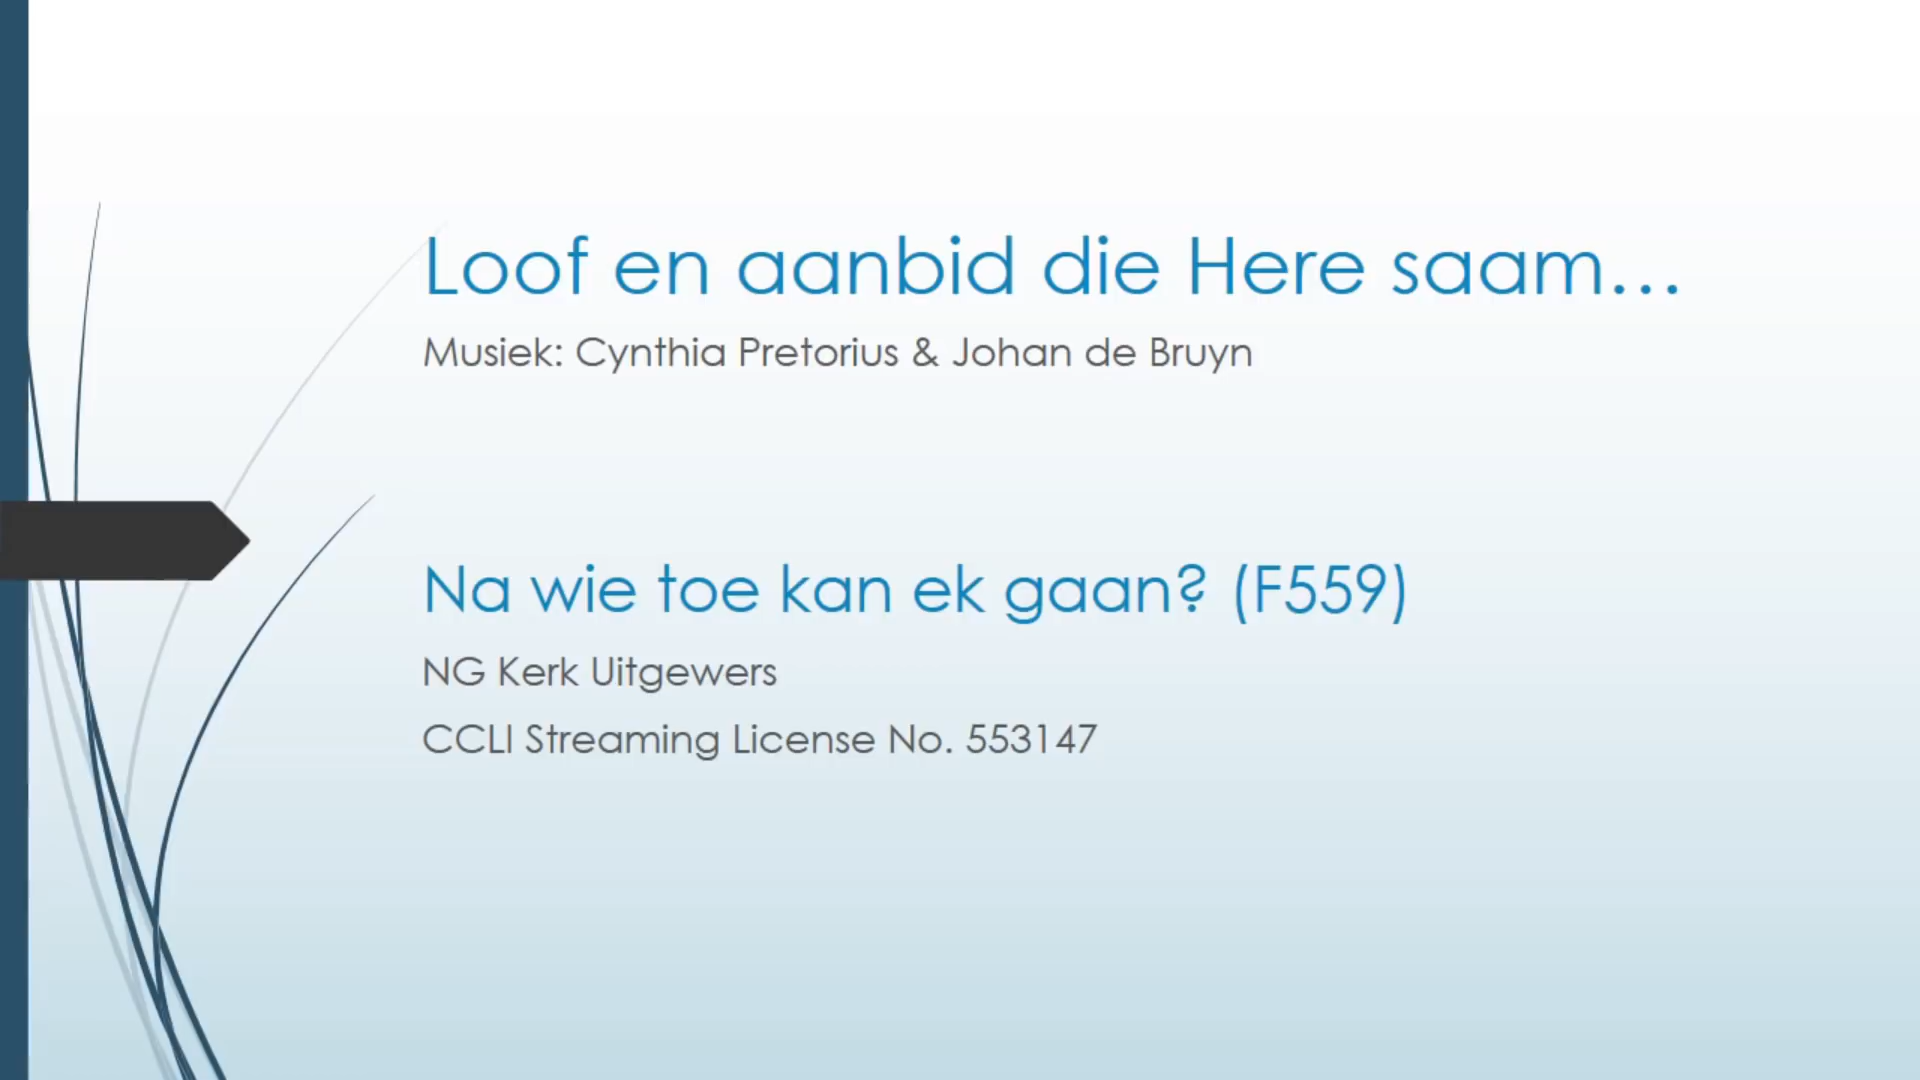 Loof en aanbid die Here saam...
Musiek: Cynthia Pretorius & Johan de Bruyn
Na wie toe kan ek gaan? (F559)
NG Kerk Uitgewers
CCLI Streaming License No. 553147